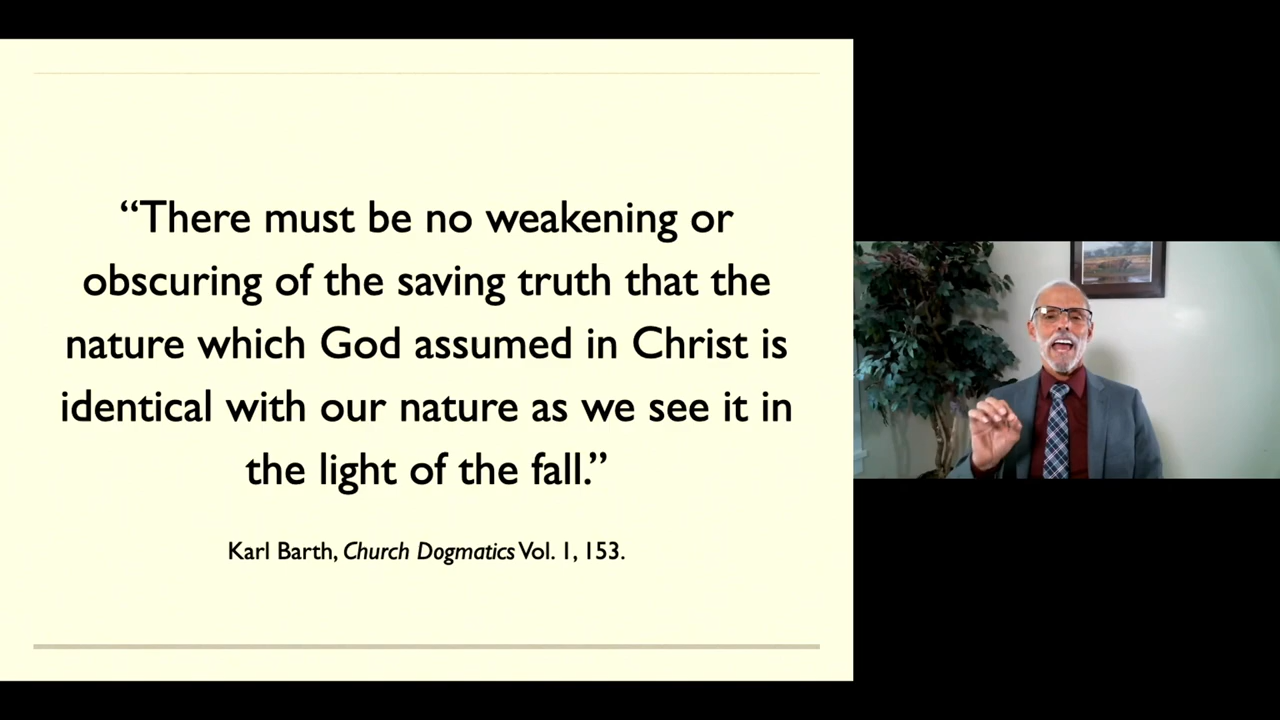 “There must be no weakening or
obscuring of the saving truth that the
nature which God assumed in Christ is
identical with our nature as we see it in
the light of the fall.”
Karl Barth, Church Dogmatics Vol. 1, 153.